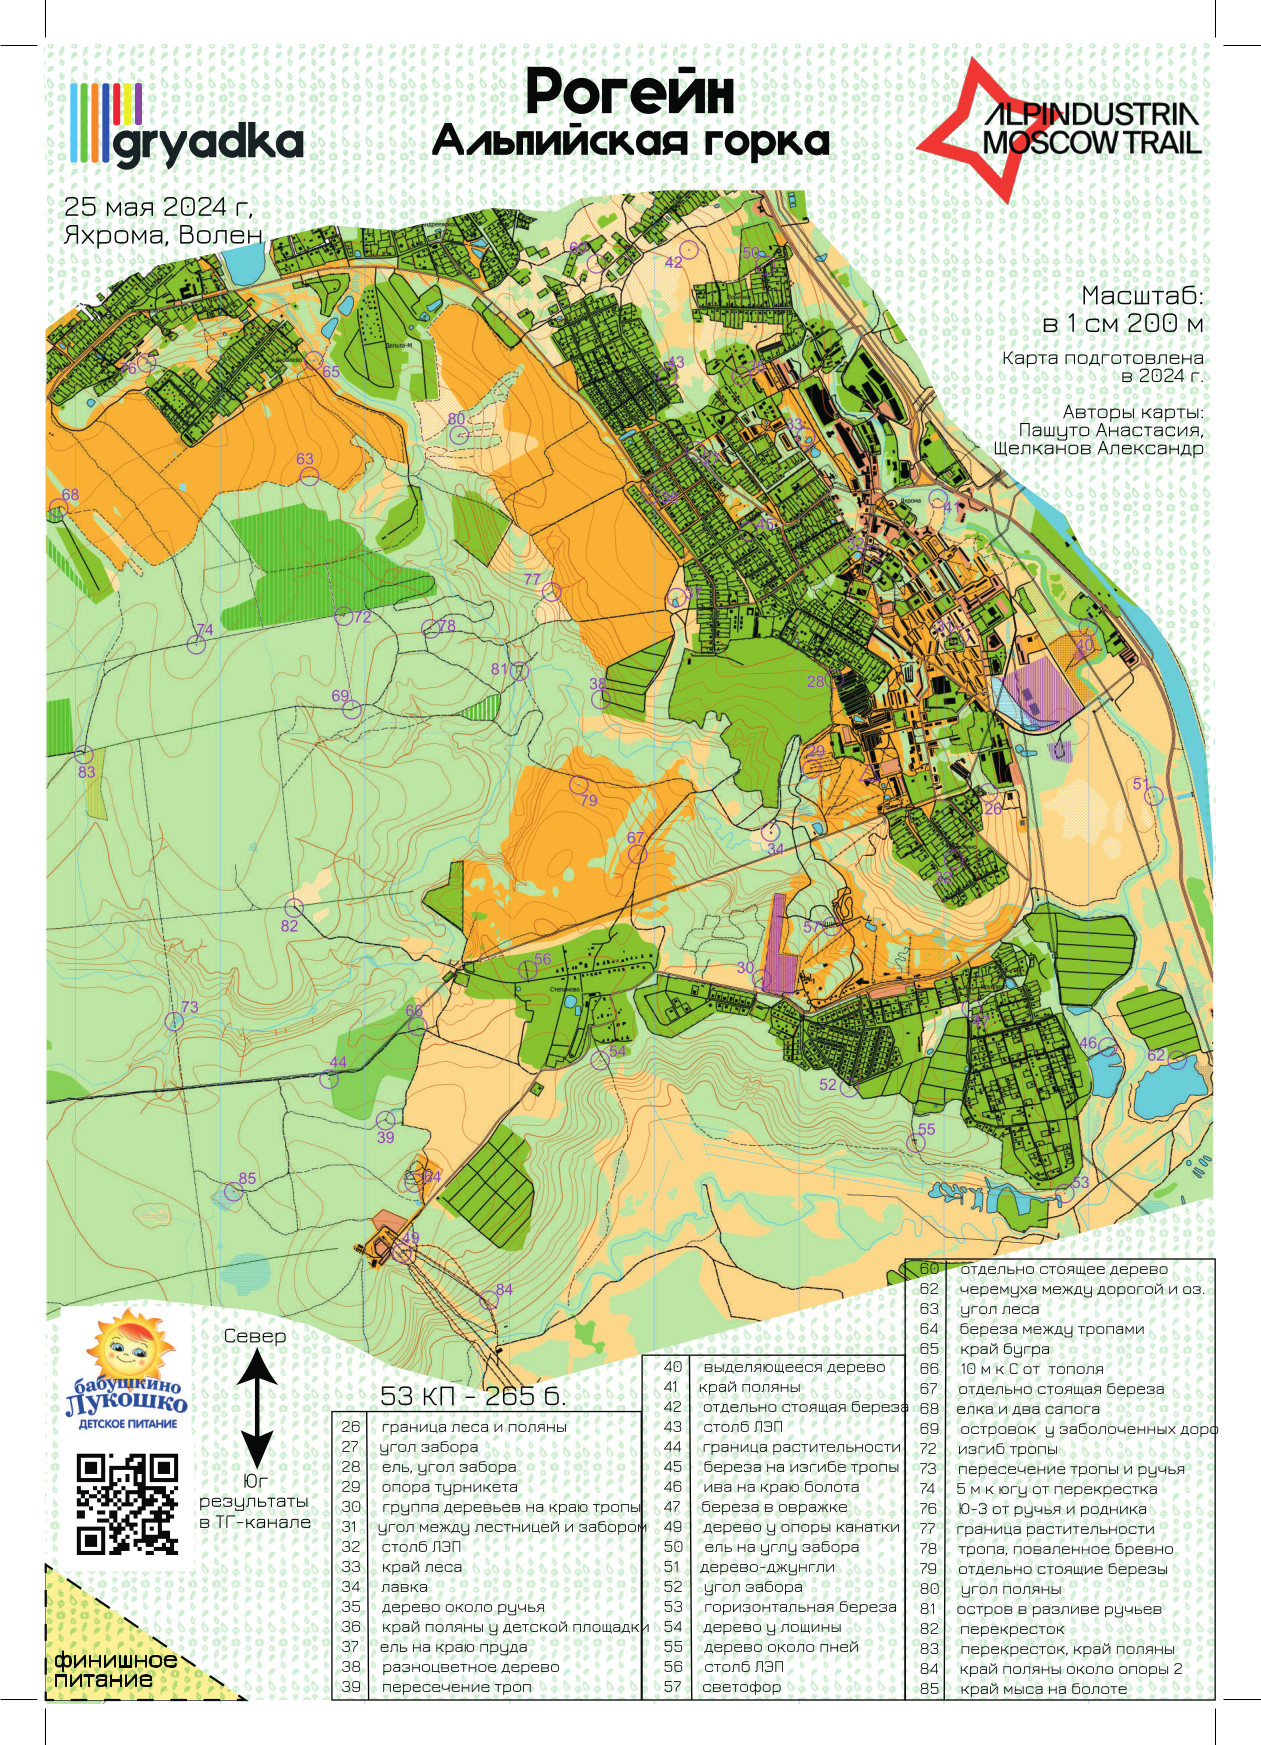 Рогейн
Альпийская горка
gryadka
ALPINDUSTRIA
MOSCOW TRAIL
25 мая 2024 г,
Яхрома, Волен
Масштаб:
в 1 см 200 м
Карта подготовлена
в 2024 г.
Авторы карты:
Пашуто Анастасия,
Щелканов Александр
42
50
76
65
43
80
33
63
68
41
Яхрома
Дельта-М
45
77
72
78
74
31
40
81
38
28
69
83
29
79
51
26
67
34
82
57
56
30
Степаново
73
66
47
44
54
46
62
52
39
55
85
64
53
49
84
бабушкино
Лукошко
ДЕТСКОЕ ПИТАНИЕ
Север
Юг
результаты
в ТГ-канале
финишное
питание
53 КП - 265 б.
26 граница леса и поляны
27 угол забора
28 ель, угол забора
29 опора турникета
30 группа деревьев на краю тропы
31 угол между лестницей и забором
32 столб ЛЭП
33 край леса
34 лавка
35 дерево около ручья
36 край поляны у детской площадки
37 ель на краю пруда
38 разноцветное дерево
39 пересечение троп
40 выделяющееся дерево
41 край поляны
42 отдельно стоящая береза
43 столб ЛЭП
44 граница растительности
45 береза на изгибе тропы
46 ива на краю болота
47 береза в овражке
49 дерево у опоры канатки
50 ель на углу забора
51 дерево-джунгли
52 угол забора
53 горизонтальная береза
54 дерево у лощины
55 дерево около пней
56 столб ЛЭП
57 светофор
60 отдельно стоящее дерево
62 черемуха между дорогой и оз.
63 угол леса
64 береза между тропами
65 край бугра
66 10 м к С от тополя
67 отдельно стоящая береза
68 елка и два сапога
69 островок у заболоченных доро
72 изгиб тропы
73 пересечение тропы и ручья
74 5 м к югу от перекрестка
76 Ю-З от ручья и родника
77 граница растительности
78 тропа, поваленное бревно
79 отдельно стоящие березы
80 угол поляны
81 остров в разливе ручьев
82 перекресток
83 перекресток, край поляны
84 край поляны около опоры 2
85 край мыса на болоте